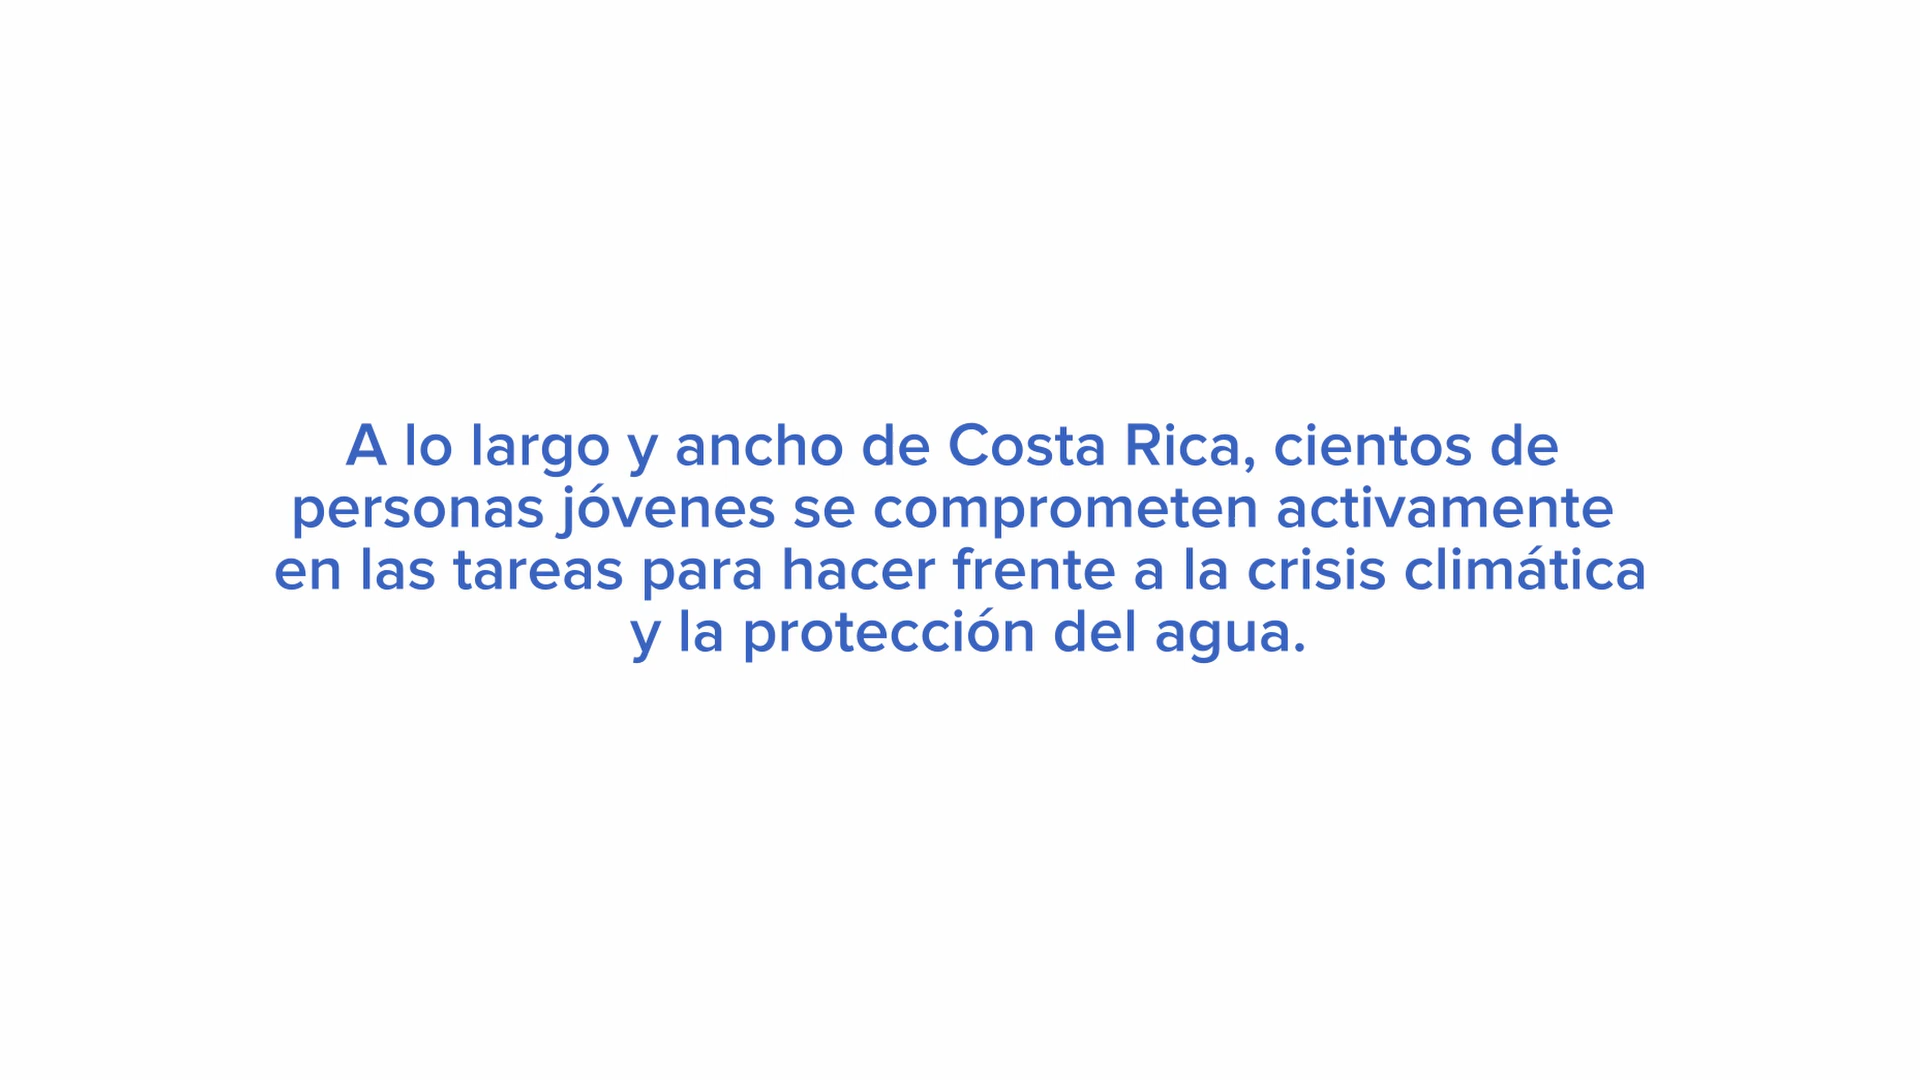 A lo largo y ancho de Costa Rica, cientos de
personas jóvenes se comprometen activamente
en las tareas para hacer frente a la crisis climática
y la protección del agua.